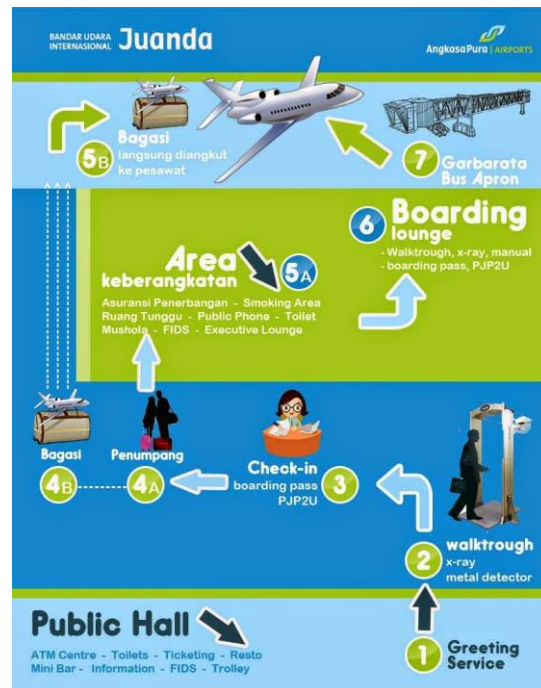 BANDAR UDARA
INTERNASIONAL Juanda
AngkasaPura | AIRPORTS
Bagasi
5B langsung diangkut
ke pesawat
7 Garbarata
Bus Apron
6 Boarding
lounge
- Walktrough, x-ray, manual
- boarding pass, PJP2U
Area
keberangkatan
5A
Asuransi Penerbangan - Smoking Area
Ruang Tunggu - Public Phone - Toilet
Mushola - FIDS - Executive Lounge
Bagasi
4B
Penumpang
4A
Check-in
boarding pass
PJP2U
3
2 walktrough
x-ray
metal detector
Public Hall
ATM Centre - Toilets - Ticketing - Resto
Mini Bar - Information - FIDS - Trolley
1 Greeting
Service